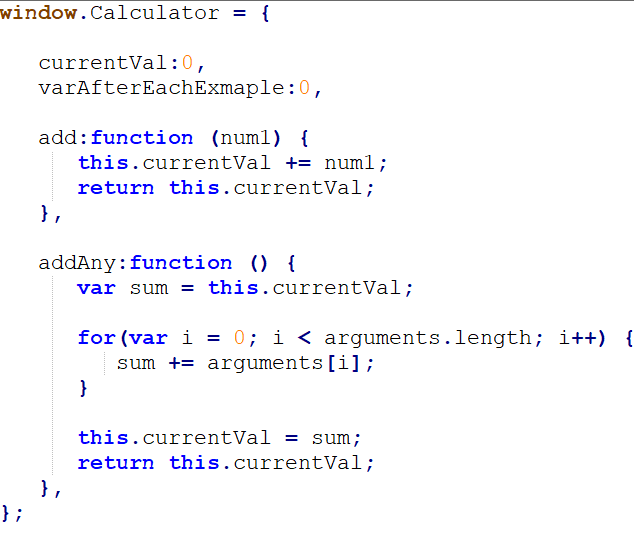 window.Calculator = {
currentVal:0,
varAfterEachExmaple:0,
add:function (num1) {
this.currentVal += num1;
return this.currentVal;
},
addAny:function () {
var sum = this.currentVal;
for(var i = 0; i < arguments.length; i++) {
sum += arguments[i];
}
this.currentVal = sum;
return this.currentVal;
},
};